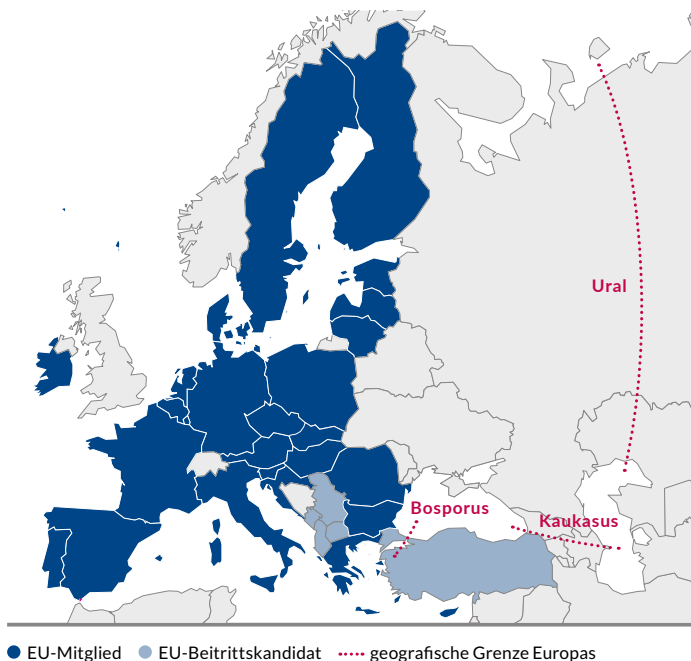 Ural
Bosporus
Kaukasus
EU-Mitglied EU-Beitrittskandidat geografische Grenze Europas